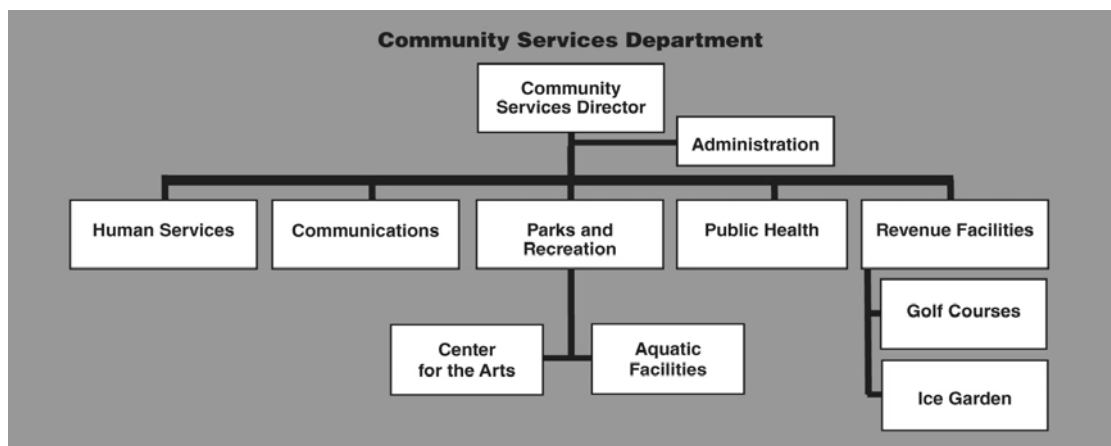 Community Services Department
Community
Services Director
Administration
Human Services
Communications
Parks and
Recreation
Public Health
Revenue Facilities
Golf Courses
Center
for the Arts
Aquatic
Facilities
Ice Garden